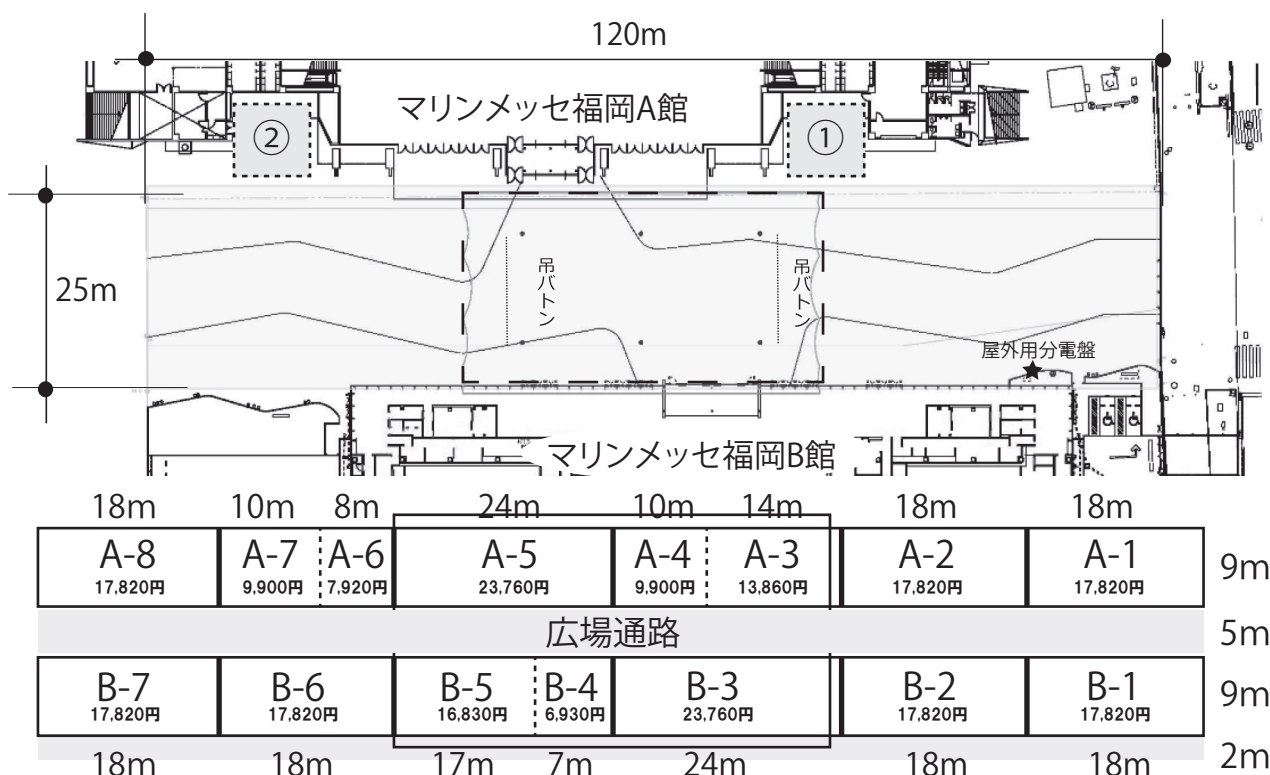 120m
マリンメッセ福岡A館
② ①
25m
吊バトン 吊バトン
屋外用分電盤
マリンメッセ福岡B館
18m 10m 8m 24m 10m 14m 18m 18m
A-8 A-7 A-6 A-5 A-4 A-3 A-2 A-1
17,820円 9,900円 7,920円 23,760円 9,900円 13,860円 17,820円 17,820円
9m
広場通路
5m
B-7 B-6 B-5 B-4 B-3 B-2 B-1
17,820円 17,820円 16,830円 6,930円 23,760円 17,820円 17,820円
9m
18m 18m 17m 7m 24m 18m 18m
2m